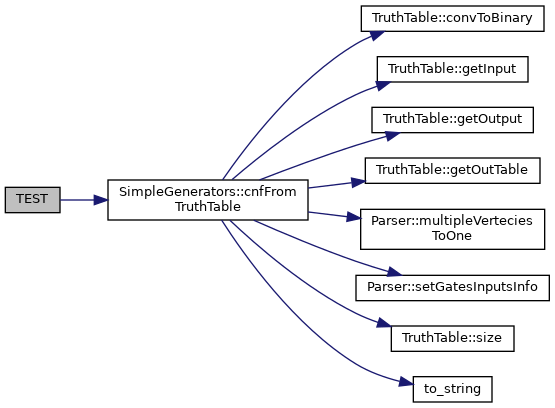 TEST
SimpleGenerators::cnfFrom
TruthTable
TruthTable::convToBinary
TruthTable::getInput
TruthTable::getOutput
TruthTable::getOutTable
Parser::multipleVertecies
ToOne
Parser::setGatesInputsInfo
TruthTable::size
to_string